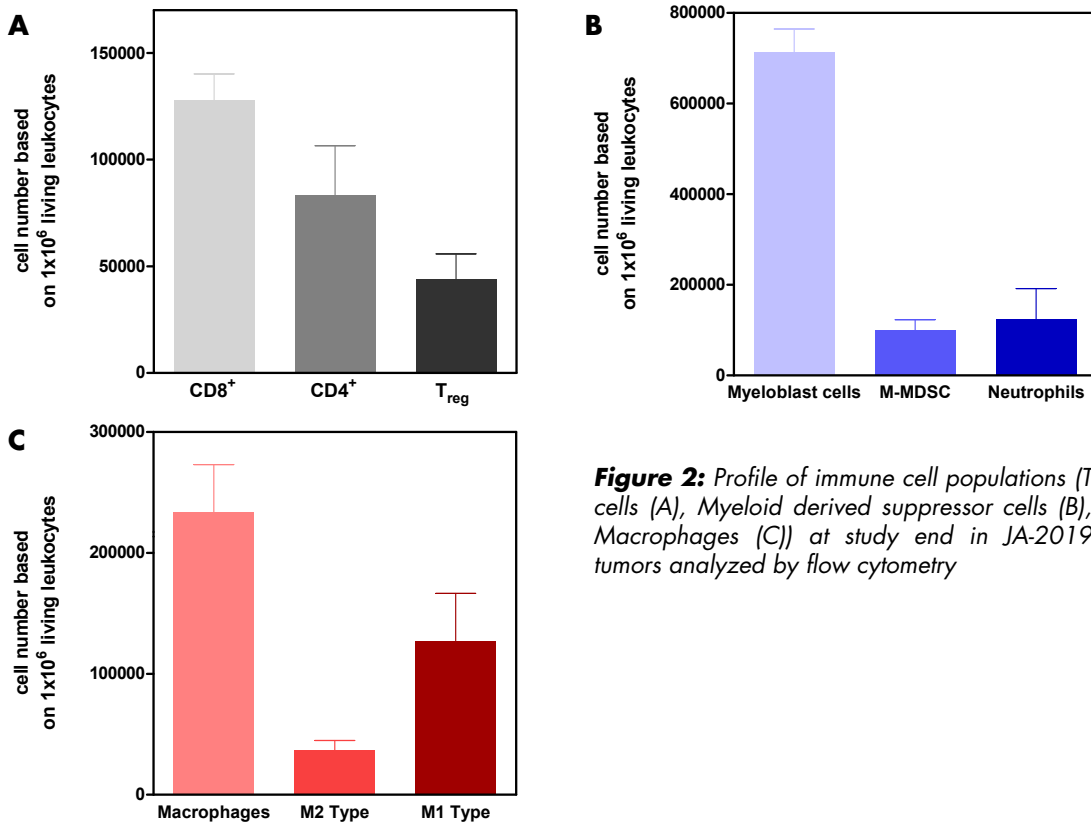 A
cell number based
on 1x10⁶ living leukocytes
150000
100000
50000
0
CD8⁺ CD4⁺ T_reg
B
cell number based
on 1x10⁶ living leukocytes
800000
600000
400000
200000
0
Myeloblast cells M-MDSC Neutrophils
C
cell number based
on 1x10⁶ living leukocytes
300000
200000
100000
0
Macrophages M2 Type M1 Type
Figure 2: Profile of immune cell populations (T
cells (A), Myeloid derived suppressor cells (B),
Macrophages (C)) at study end in JA-2019
tumors analyzed by flow cytometry